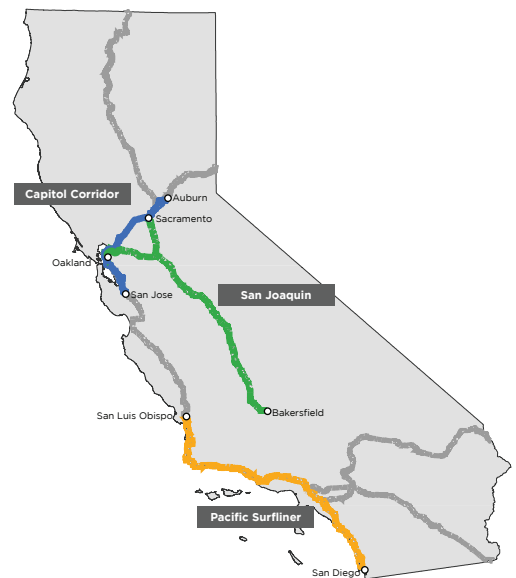 Capitol Corridor
Auburn
Sacramento
Oakland
San Jose
San Joaquin
San Luis Obispo
Bakersfield
Pacific Surfliner
San Diego